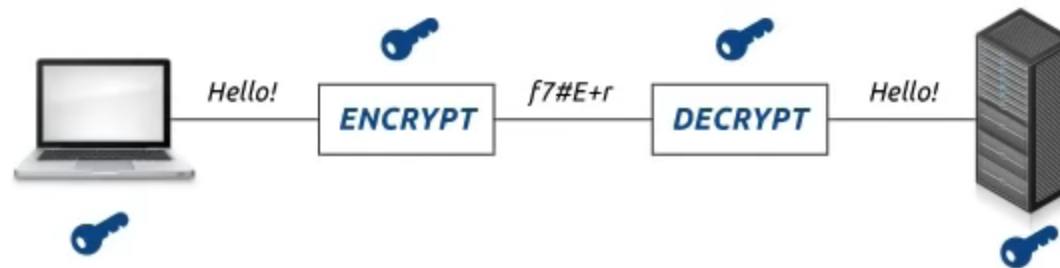 Hello!
ENCRYPT
f7#E+r
DECRYPT
Hello!